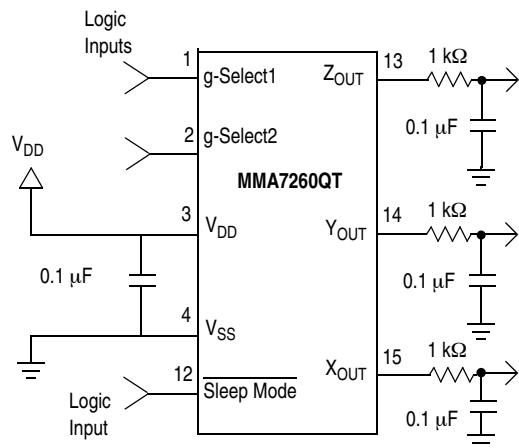 Logic
Inputs
1
g-Select1
2
g-Select2
V_DD
3
V_DD
0.1 μF
4
V_SS
12
Sleep Mode
Logic
Input
MMA7260QT
Z_OUT
13
1 kΩ
0.1 μF
Y_OUT
14
1 kΩ
0.1 μF
X_OUT
15
1 kΩ
0.1 μF